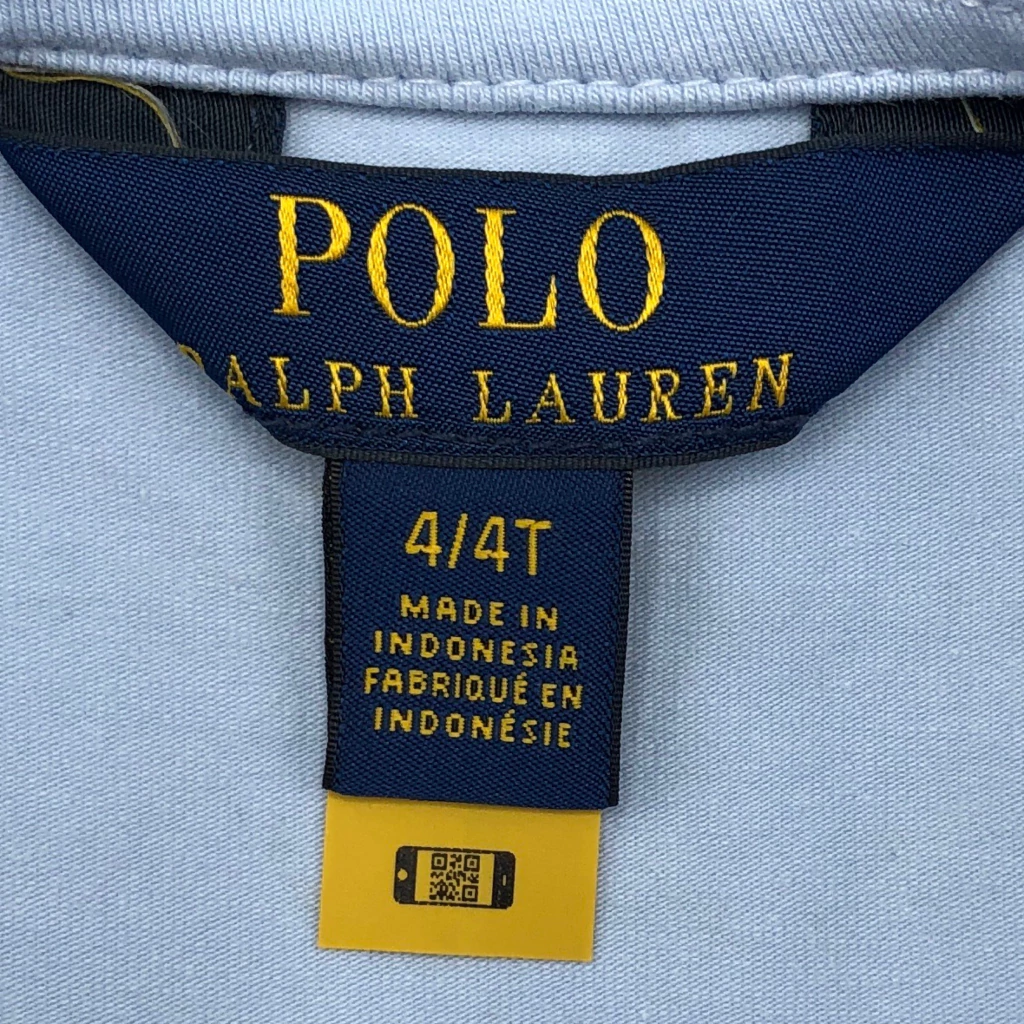 POLO
RALPH LAUREN
4/4T
MADE IN
INDONESIA
FABRIQUÉ EN
INDONÉSIE